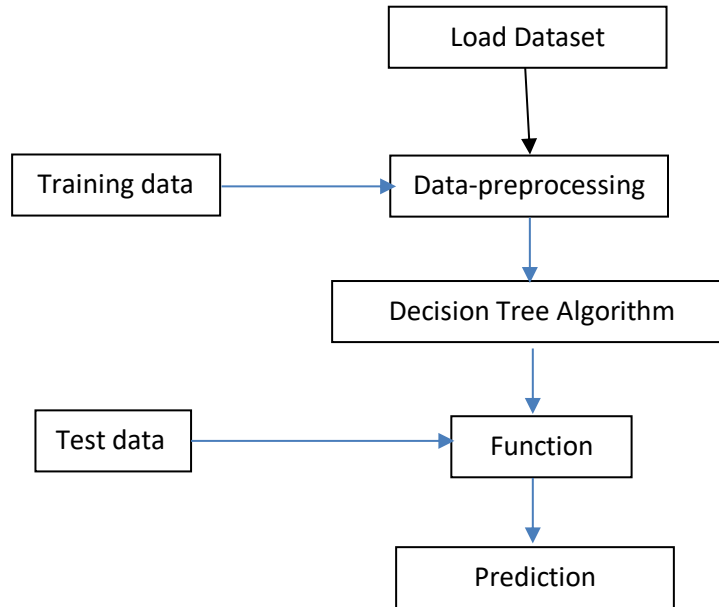 Load Dataset
Training data
Data-preprocessing
Decision Tree Algorithm
Test data
Function
Prediction